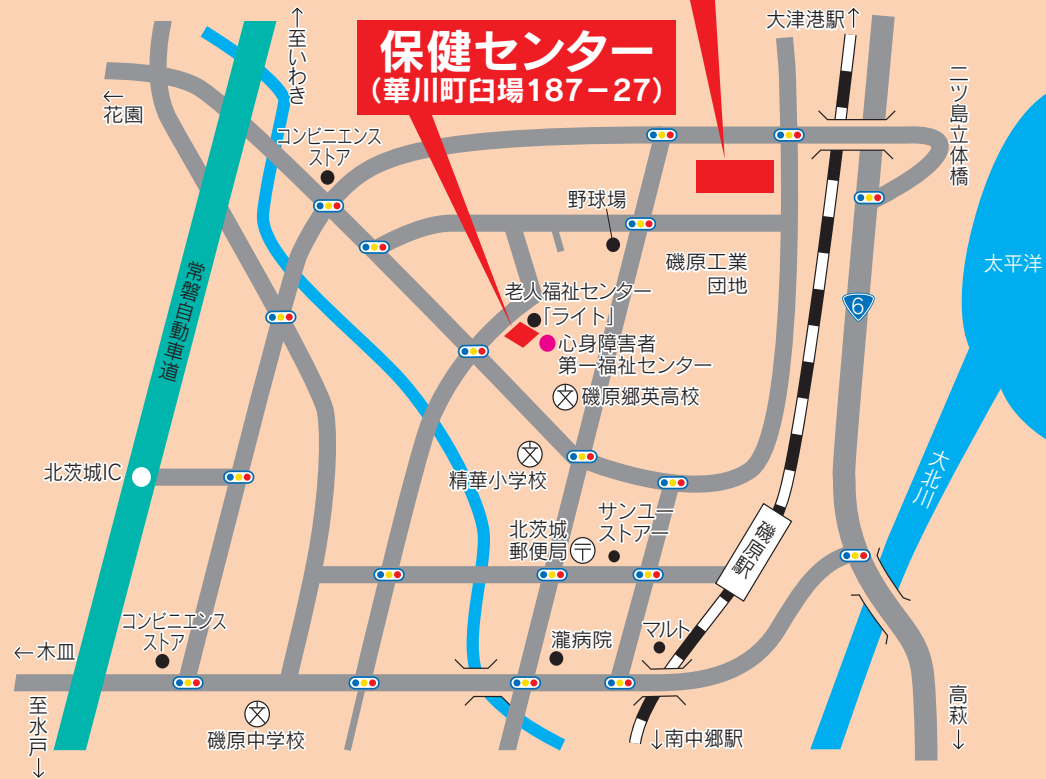 大津港駅↑
↑至いわき
保健センター
（華川町臼場187−27）
二ツ島立体橋
←
花園
コンビニエンス
ストア
野球場
太平洋
磯原工業
団地
常磐自動車道
老人福祉センター
「ライト」
6
心身障害者
第一福祉センター
磯原郷英高校
文
北茨城IC
文
精華小学校
大北川
サンユー
ストアー
北茨城
郵便局
〒
磯原駅
コンビニエンス
ストア
マルト
瀧病院
←木皿
至水戸↓
文
磯原中学校
↓南中郷駅
高萩↓